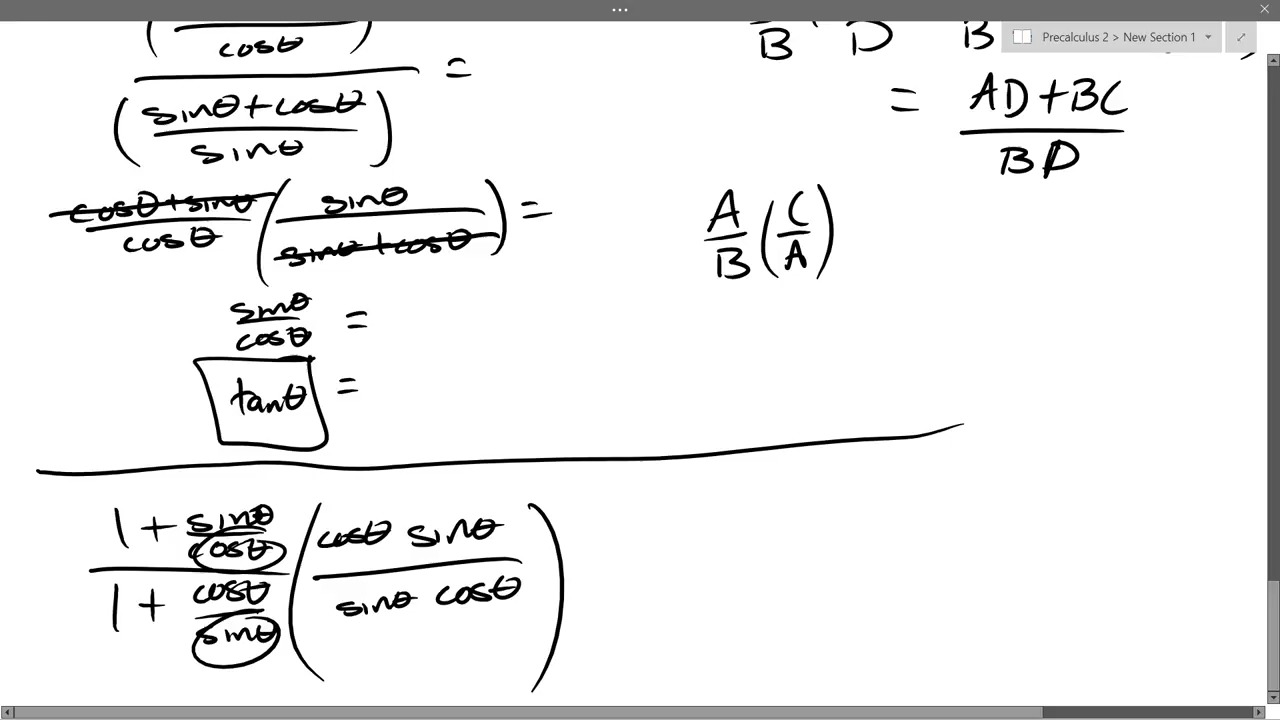 Precalculus 2 > New Section 1
cosθ
=
sinθ+cosθ
sinθ
cosθ+sinθ
cosθ
(sinθ
sinθ+cosθ) =
sinθ
cosθ =
tanθ =
B D B
= AD+BC
BD
A
B
(C
A)
1 + sinθ
cosθ
1 + cosθ
sinθ
(cosθ sinθ
sinθ cosθ)